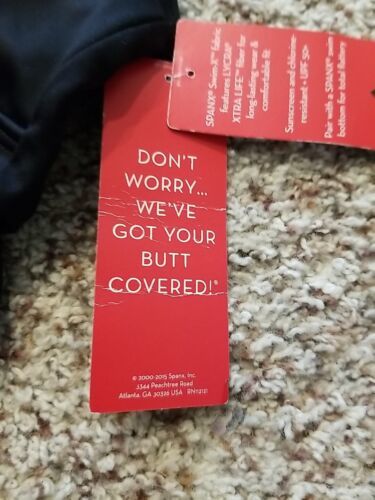 DON'T
WORRY...
WE'VE
GOT YOUR
BUTT
COVERED!®
© 2000-2015 Spanx, Inc.
3344 Peachtree Road
Atlanta, GA 30326 USA RN112121
SPANX® Swim-X™ fabric
features LYCRA®
XTRA LIFE™ fiber for
long-lasting wear &
comfortable fit
Sunscreen and chlorine-
resistant • UPF 50+
Pair with a SPANX® swim
bottom for total flattery